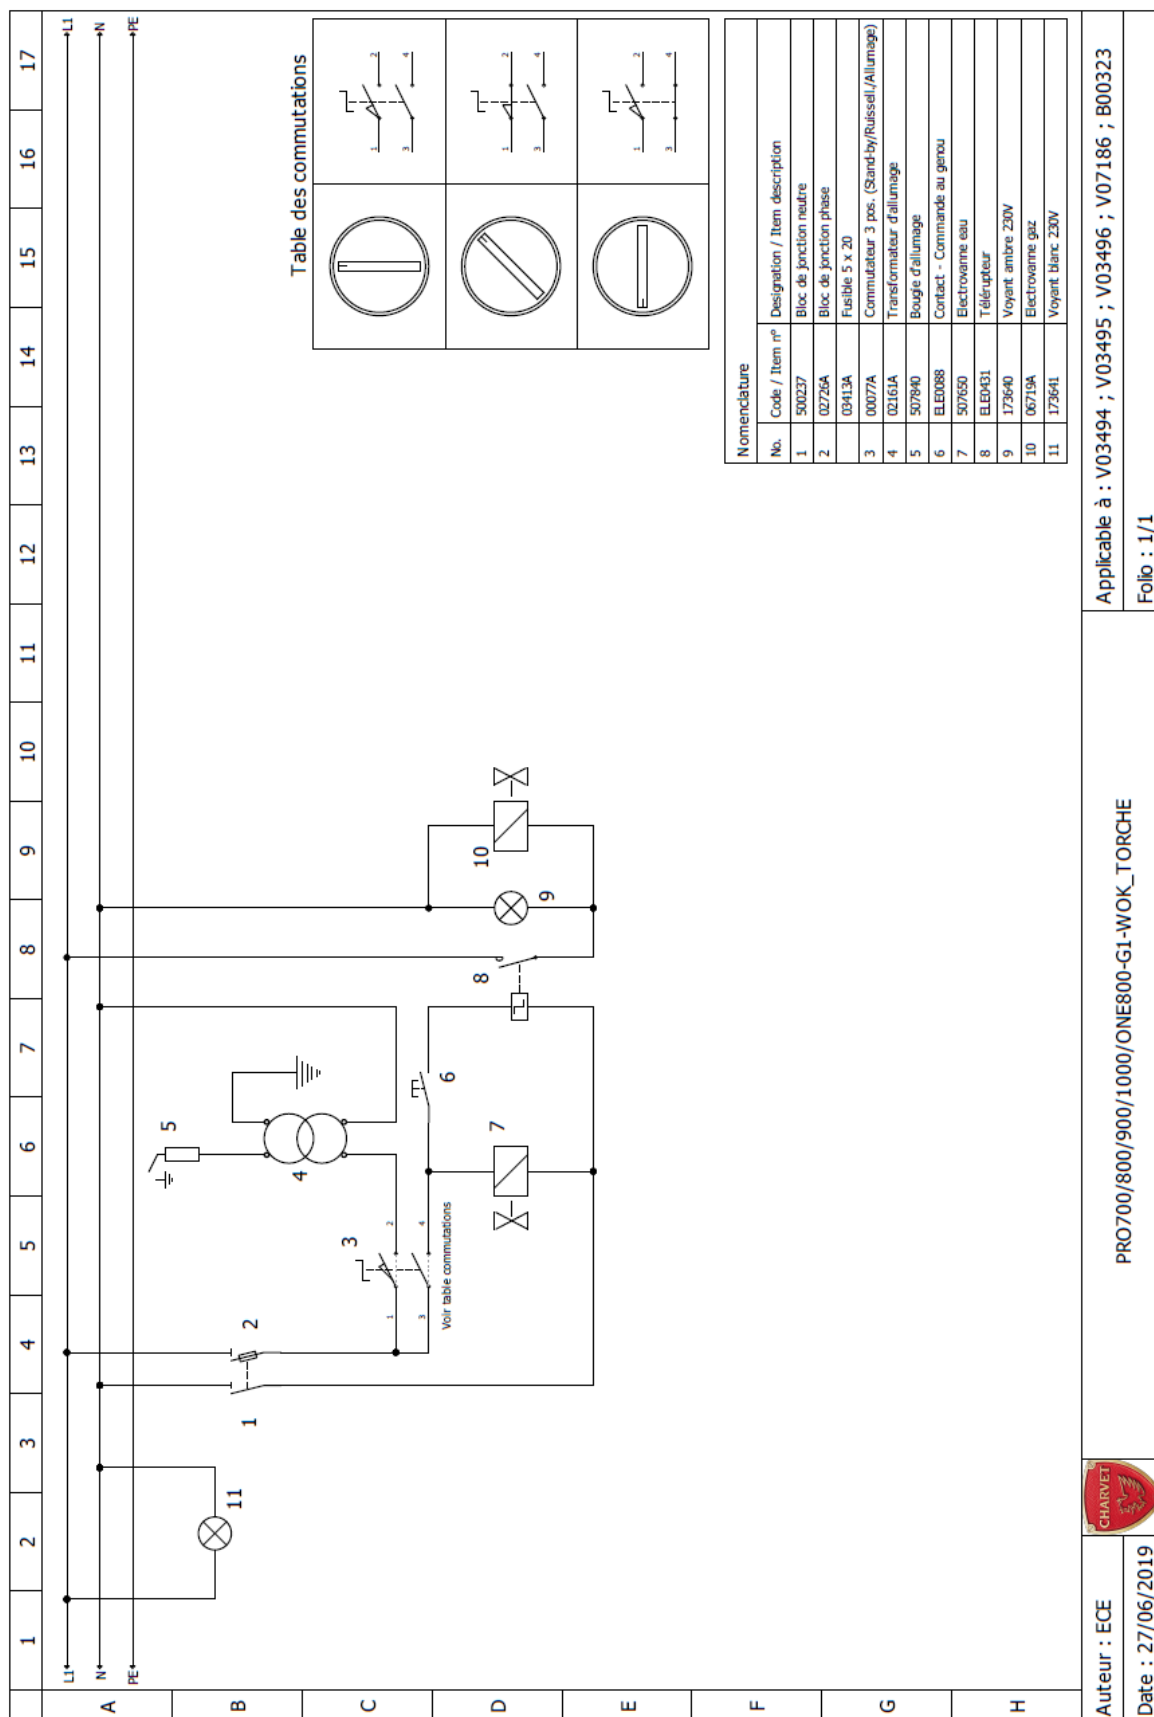 1 2 3 4 5 6 7 8 9 10 11 12 13 14 15 16 17
A
B
C
D
E
F
G
H
L1
N
PE
L1
N
PE
11
1
2
3
1 2
3 4
Voir table commutations
4
5
6
7
8
9
10
Table des commutations
1 2
3 4
1 2
3 4
1 2
3 4
Nomenclature
No. Code / Item n° Designation / Item description
1 500237 Bloc de jonction neutre
2 02726A Bloc de jonction phase
03413A Fusible 5 x 20
3 00077A Commutateur 3 pos. (Stand-by/Ruissell./Allumage)
4 02161A Transformateur d'allumage
5 507840 Bougie d'allumage
6 ELE0088 Contact - Commande au genou
7 507650 Electrovanne eau
8 ELE0431 Télérupteur
9 173640 Voyant ambre 230V
10 06719A Electrovanne gaz
11 173641 Voyant blanc 230V
Auteur : ECE
Date : 27/06/2019
CHARVET
PRO700/800/900/1000/ONE800-G1-WOK_TORCHE
Applicable à : V03494 ; V03495 ; V03496 ; V07186 ; B00323
Folio : 1/1